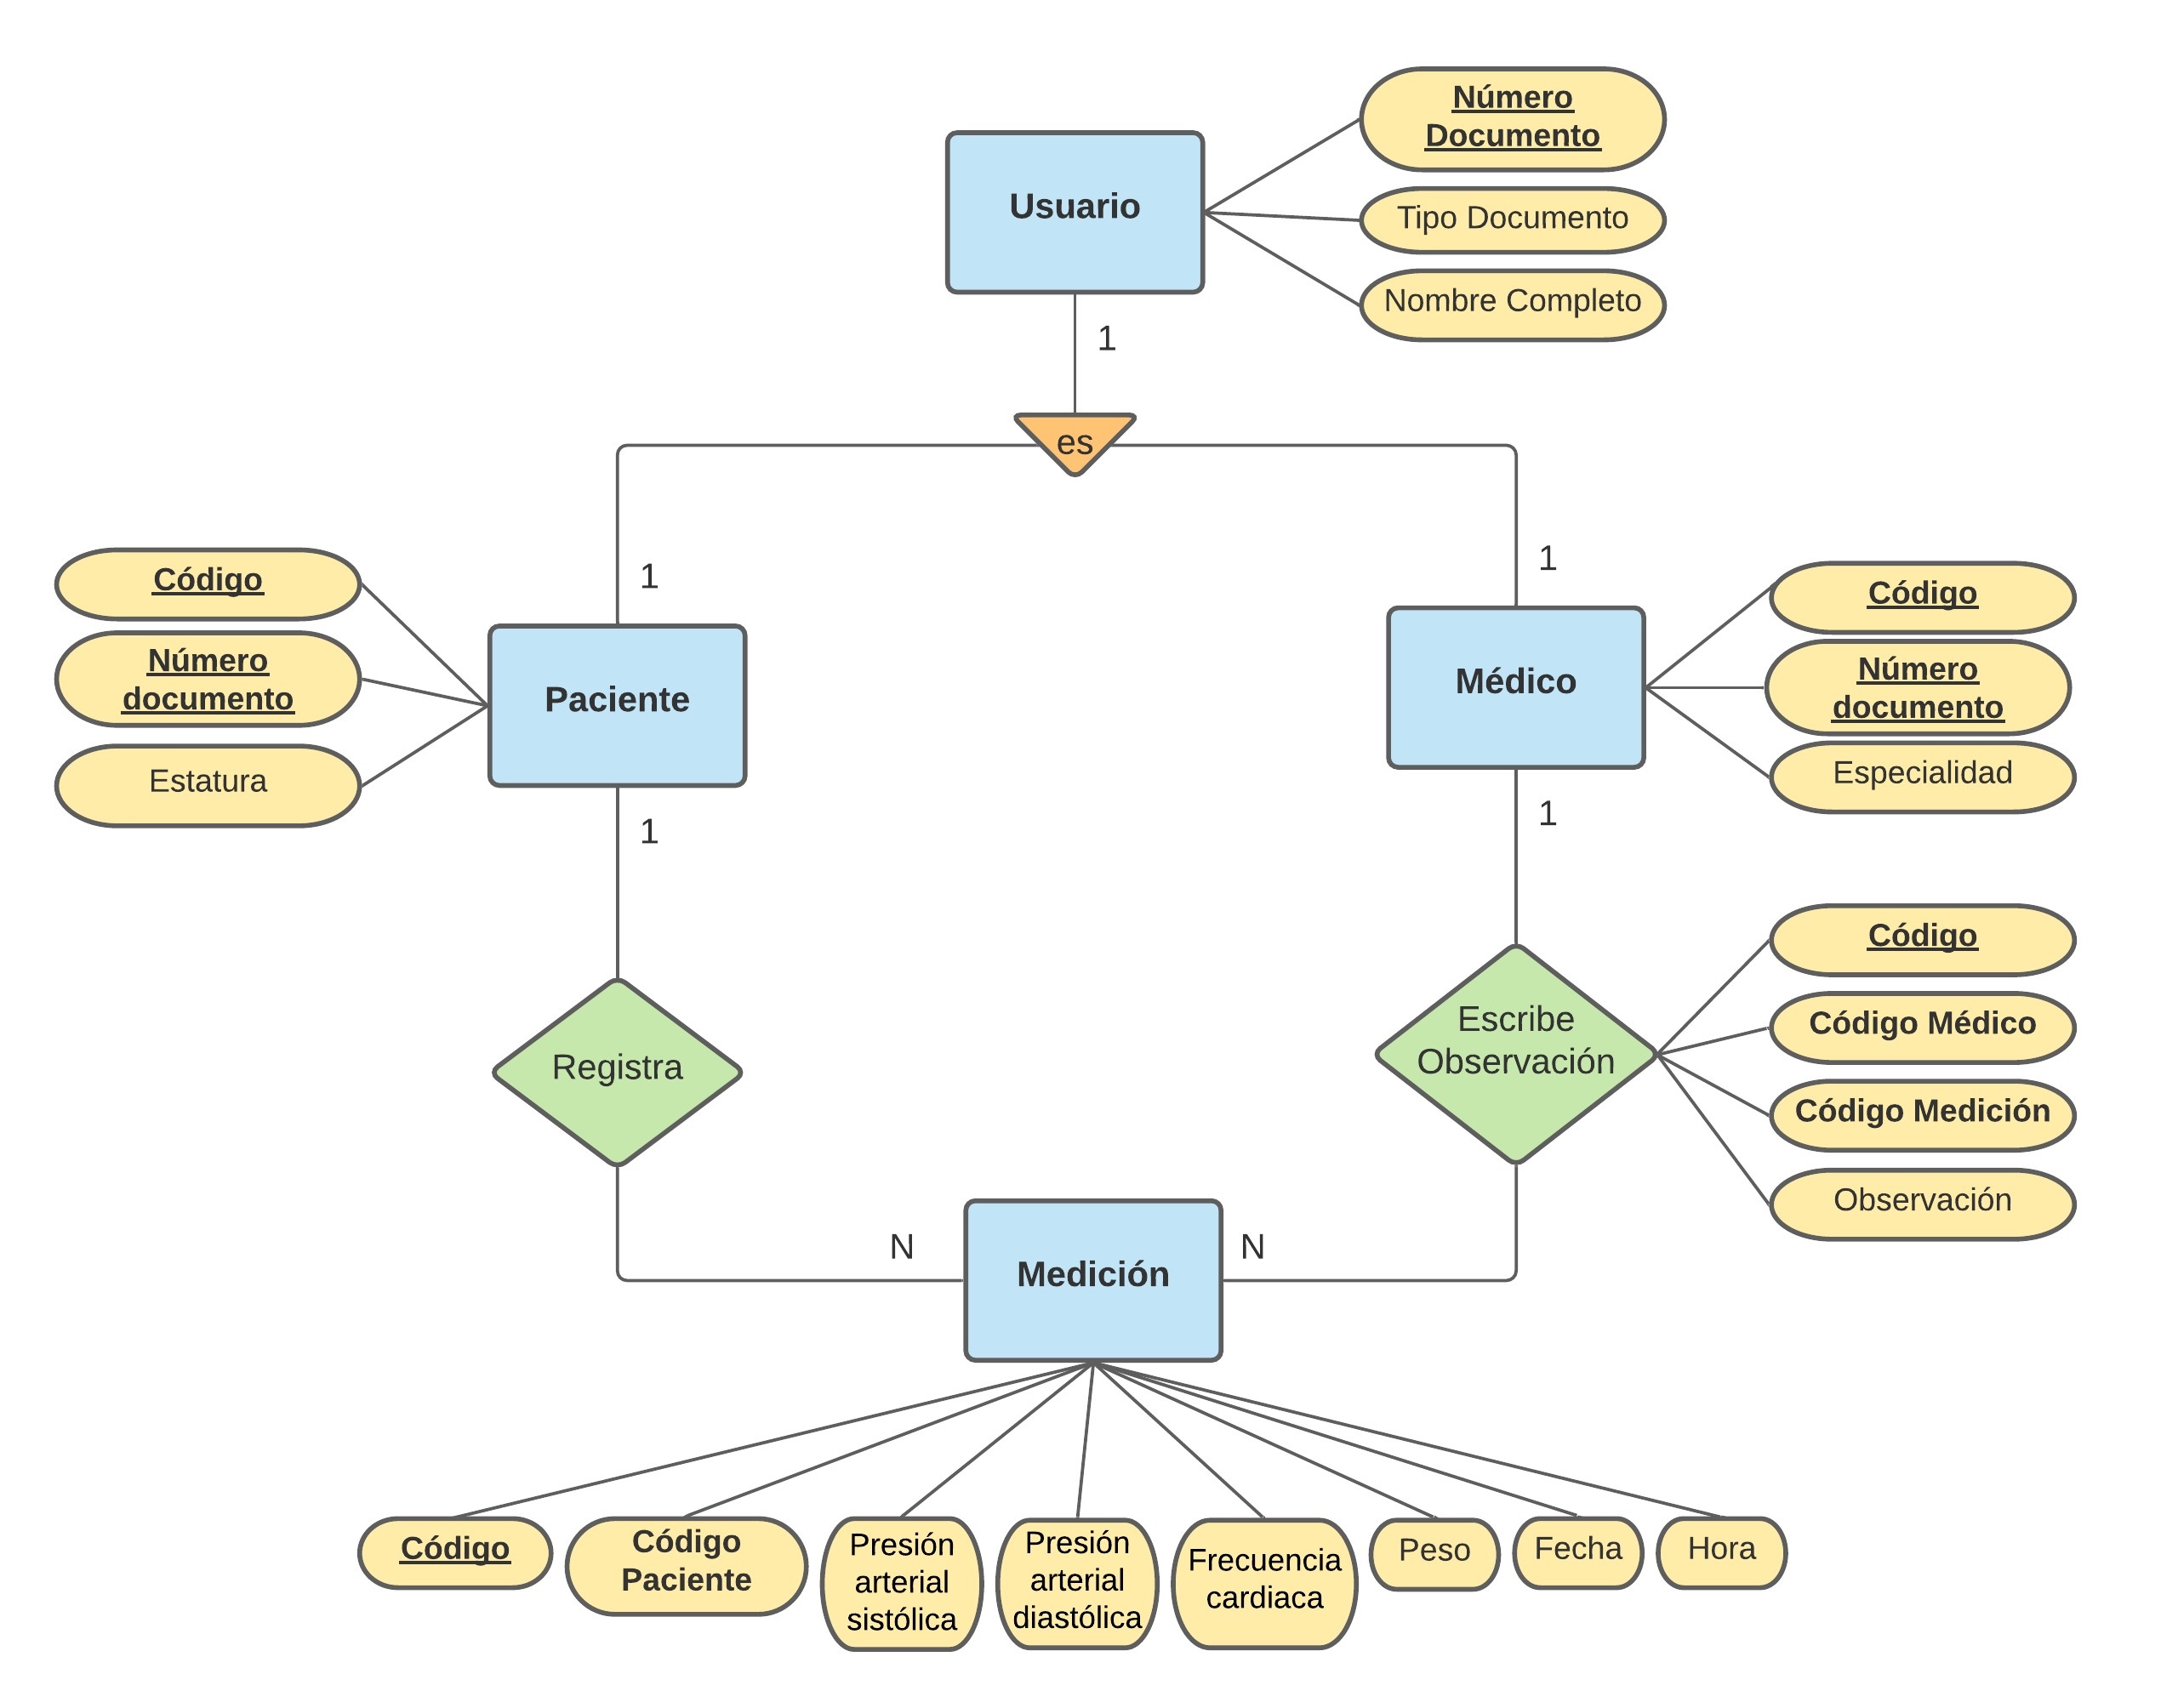 Número
Documento
Usuario
Tipo Documento
Nombre Completo
1
es
1
1
Código
Número
documento
Estatura
Paciente
Médico
Código
Número
documento
Especialidad
1
1
Registra
Escribe
Observación
Código
Código Médico
Código Medición
Observación
N
N
Medición
Código
Código
Paciente
Presión
arterial
sistólica
Presión
arterial
diastólica
Frecuencia
cardiaca
Peso
Fecha
Hora